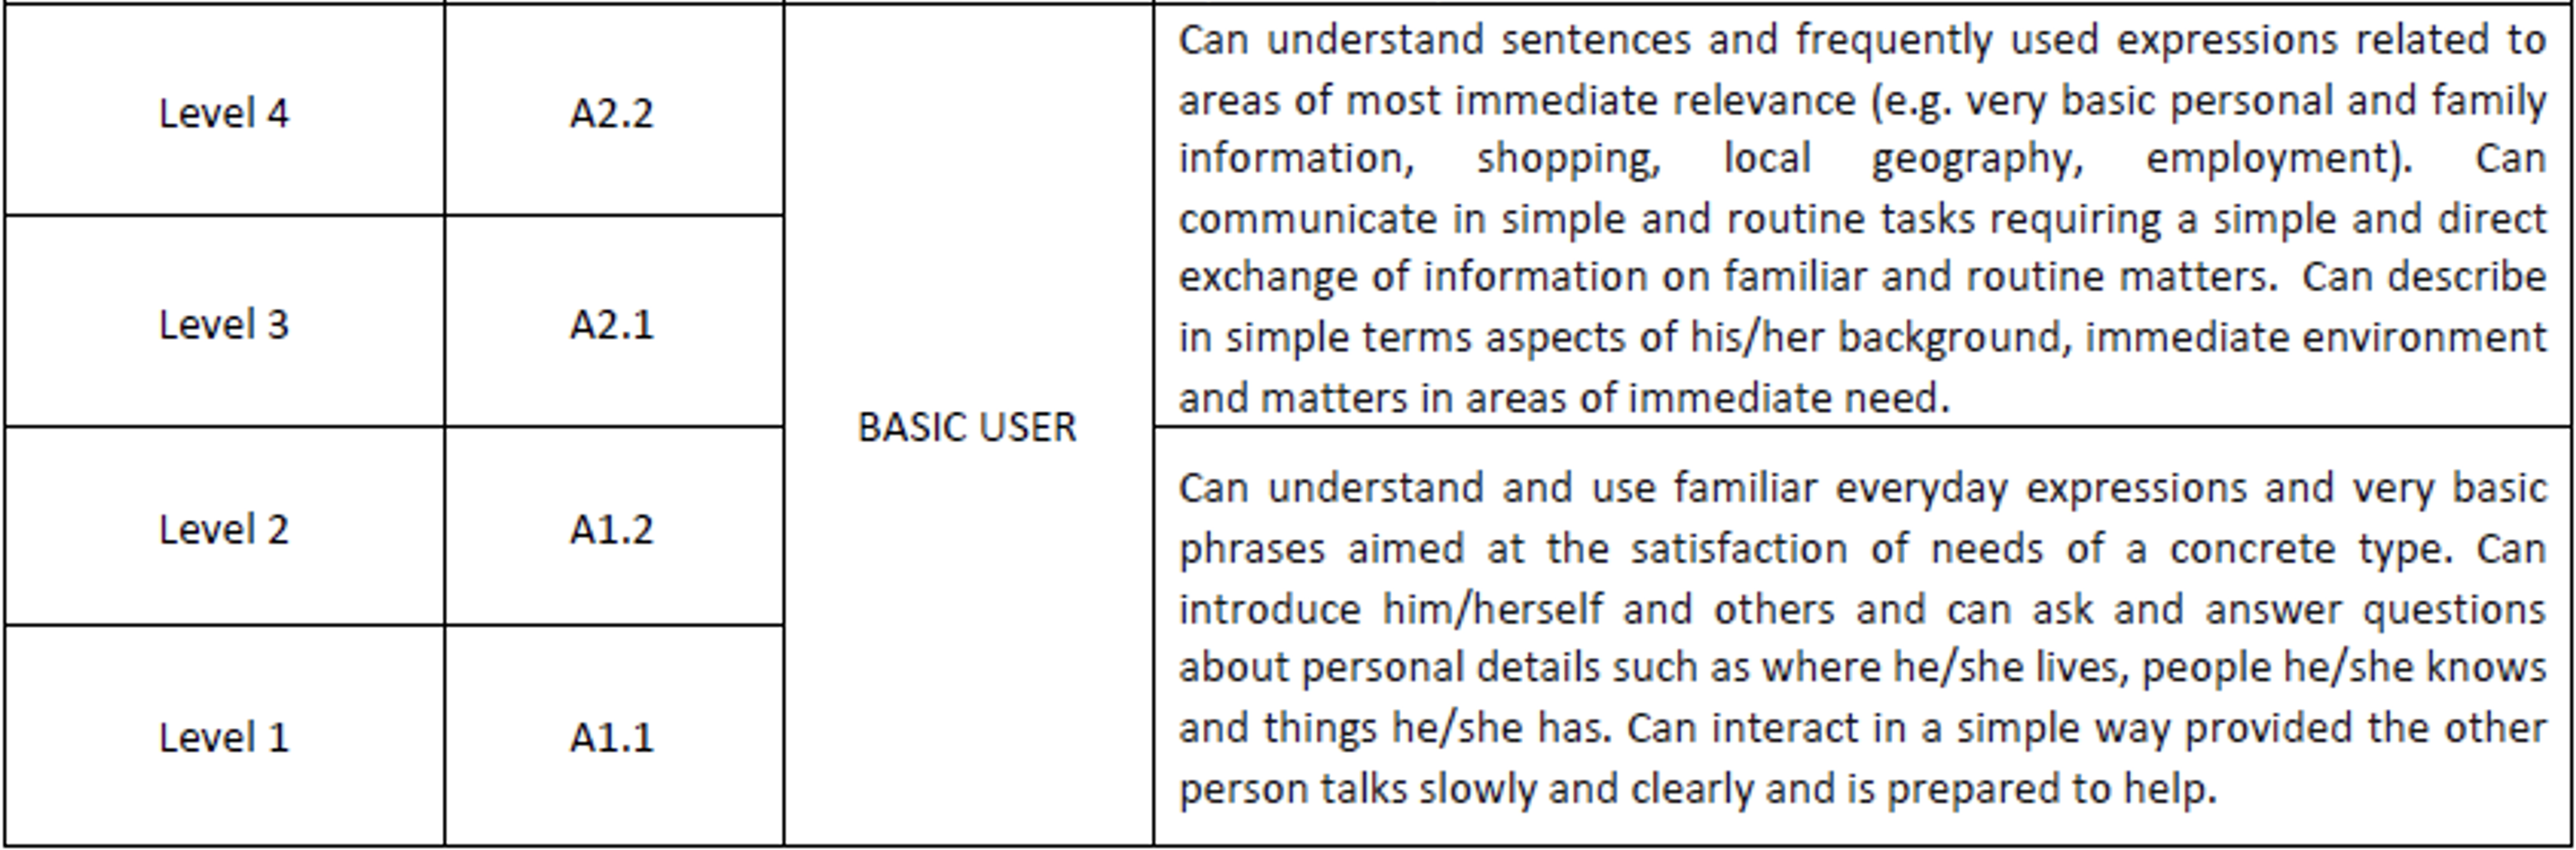 Level 4
A2.2
Level 3
A2.1
Level 2
A1.2
Level 1
A1.1
BASIC USER
Can understand sentences and frequently used expressions related to
areas of most immediate relevance (e.g. very basic personal and family
information, shopping, local geography, employment). Can
communicate in simple and routine tasks requiring a simple and direct
exchange of information on familiar and routine matters. Can describe
in simple terms aspects of his/her background, immediate environment
and matters in areas of immediate need.
Can understand and use familiar everyday expressions and very basic
phrases aimed at the satisfaction of needs of a concrete type. Can
introduce him/herself and others and can ask and answer questions
about personal details such as where he/she lives, people he/she knows
and things he/she has. Can interact in a simple way provided the other
person talks slowly and clearly and is prepared to help.